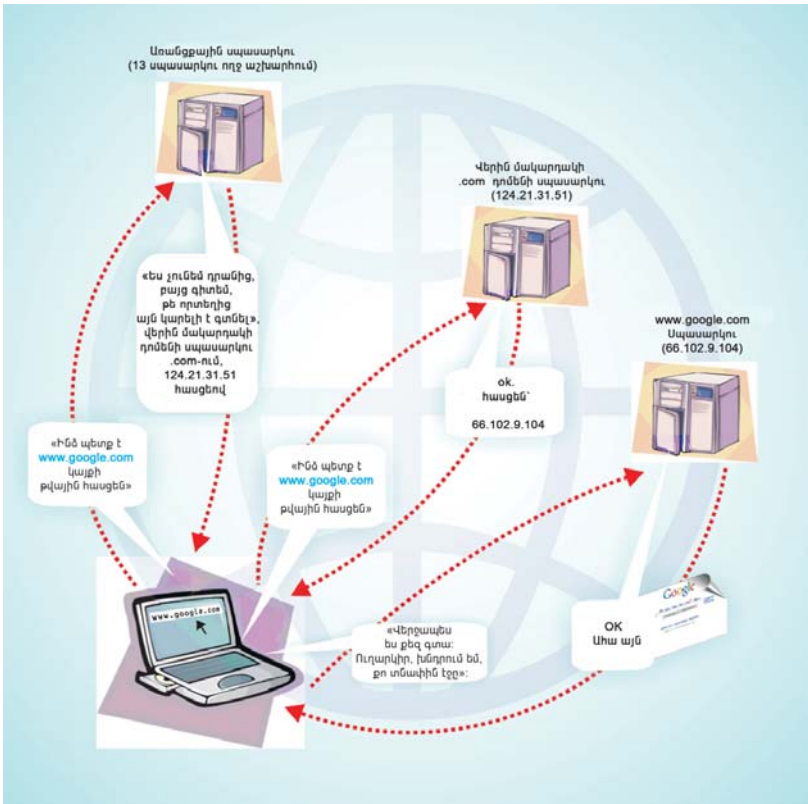 Առանցքային սպասարկու
(13 սպասարկու ողջ աշխարհում)
Վերին մակարդակի
.com դոմենի սպասարկու
(124.21.31.51)
«Ես չունեմ դրանից,
բայց գիտեմ,
թե որտեղից
այն կարելի է գտնել»,
վերին մակարդակի
դոմենի սպասարկու
.com-ում,
124.21.31.51
հասցեով
www.google.com
Սպասարկու
(66.102.9.104)
ok.
հասցեն՝
66.102.9.104
«Ինձ պետք է
www.google.com
կայքի
թվային հասցեն»
«Ինձ պետք է
www.google.com
կայքի
թվային հասցեն»
www.google.com
«Վերջապես
ես քեզ գտա:
Ուղարկիր, խնդրում եմ,
քո տնափին էջը»:
OK
Ահա այն
Google